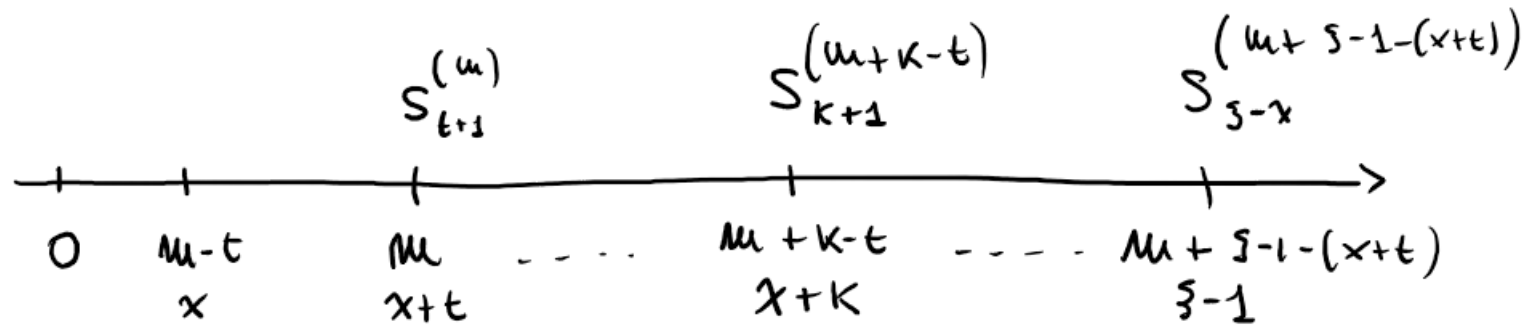 S_{t+1}^{(m)} S_{k+1}^{(m+k-t)} S_{ξ-x}^{(m+ξ-1-(x+t))}
0 m-t m ..... m+k-t ..... m+ξ-1-(x+t)
x x+t x+k ξ-1